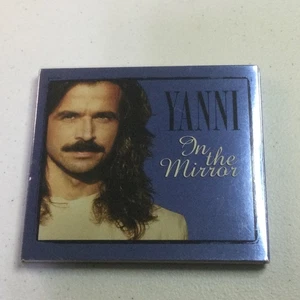 YANNI
In
the
Mirror